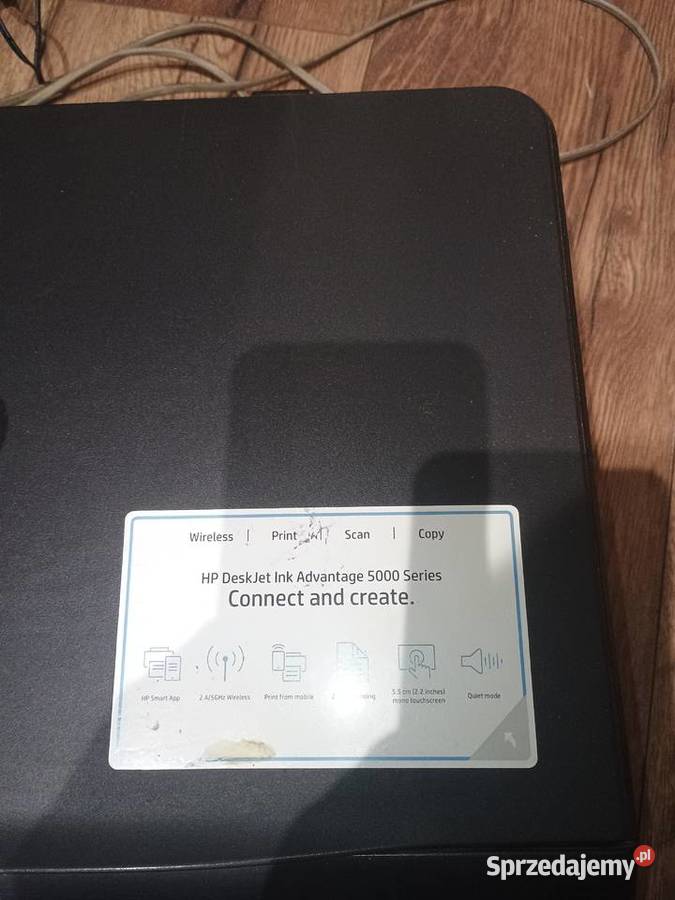 Wireless | Print | Scan | Copy
HP DeskJet Ink Advantage 5000 Series
Connect and create.
HP Smart App
2.4/5GHz Wireless
Print from mobile
5.5 cm (2.2 inches)
mono touchscreen
Quiet mode
Sprzedajemy.pl